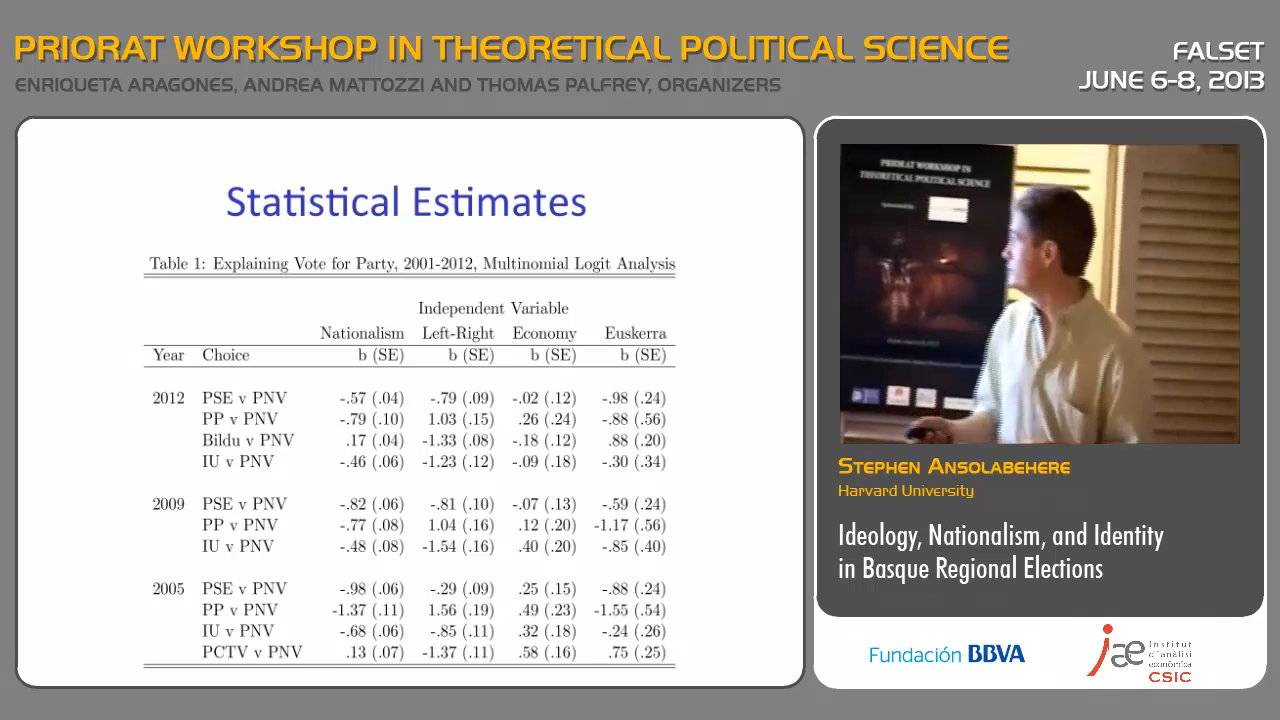 PRIORAT WORKSHOP IN THEORETICAL POLITICAL SCIENCE
ENRIQUETA ARAGONES, ANDREA MATTOZZI AND THOMAS PALFREY, ORGANIZERS
FALSET
JUNE 6-8, 2013
Statistical Estimates
Table 1: Explaining Vote for Party, 2001-2012, Multinomial Logit Analysis
Independent Variable
Nationalism Left-Right Economy Euskerra
Year Choice b (SE) b (SE) b (SE) b (SE)
2012 PSE v PNV -.57 (.04) -.79 (.09) -.02 (.12) -.98 (.24)
PP v PNV -.79 (.10) 1.03 (.15) .26 (.24) -.88 (.56)
Bildu v PNV .17 (.04) -1.33 (.08) -.18 (.12) .88 (.20)
IU v PNV -.46 (.06) -1.23 (.12) -.09 (.18) -.30 (.34)
2009 PSE v PNV -.82 (.06) -.81 (.10) -.07 (.13) -.59 (.24)
PP v PNV -.77 (.08) 1.04 (.16) .12 (.20) -1.17 (.56)
IU v PNV -.48 (.08) -1.54 (.16) .40 (.20) -.85 (.40)
2005 PSE v PNV -.98 (.06) -.29 (.09) .25 (.15) -.88 (.24)
PP v PNV -1.37 (.11) 1.56 (.19) .49 (.23) -1.55 (.54)
IU v PNV -.68 (.06) -.85 (.11) .32 (.18) -.24 (.26)
PCTV v PNV .13 (.07) -1.37 (.11) .58 (.16) .75 (.25)
PRIORAT WORKSHOP IN
THEORETICAL POLITICAL SCIENCE
STEPHEN ANSOLABEHERE
Harvard University
Ideology, Nationalism, and Identity
in Basque Regional Elections
Fundación BBVA
iae
Institut
d'anàlisi
econòmica
CSIC